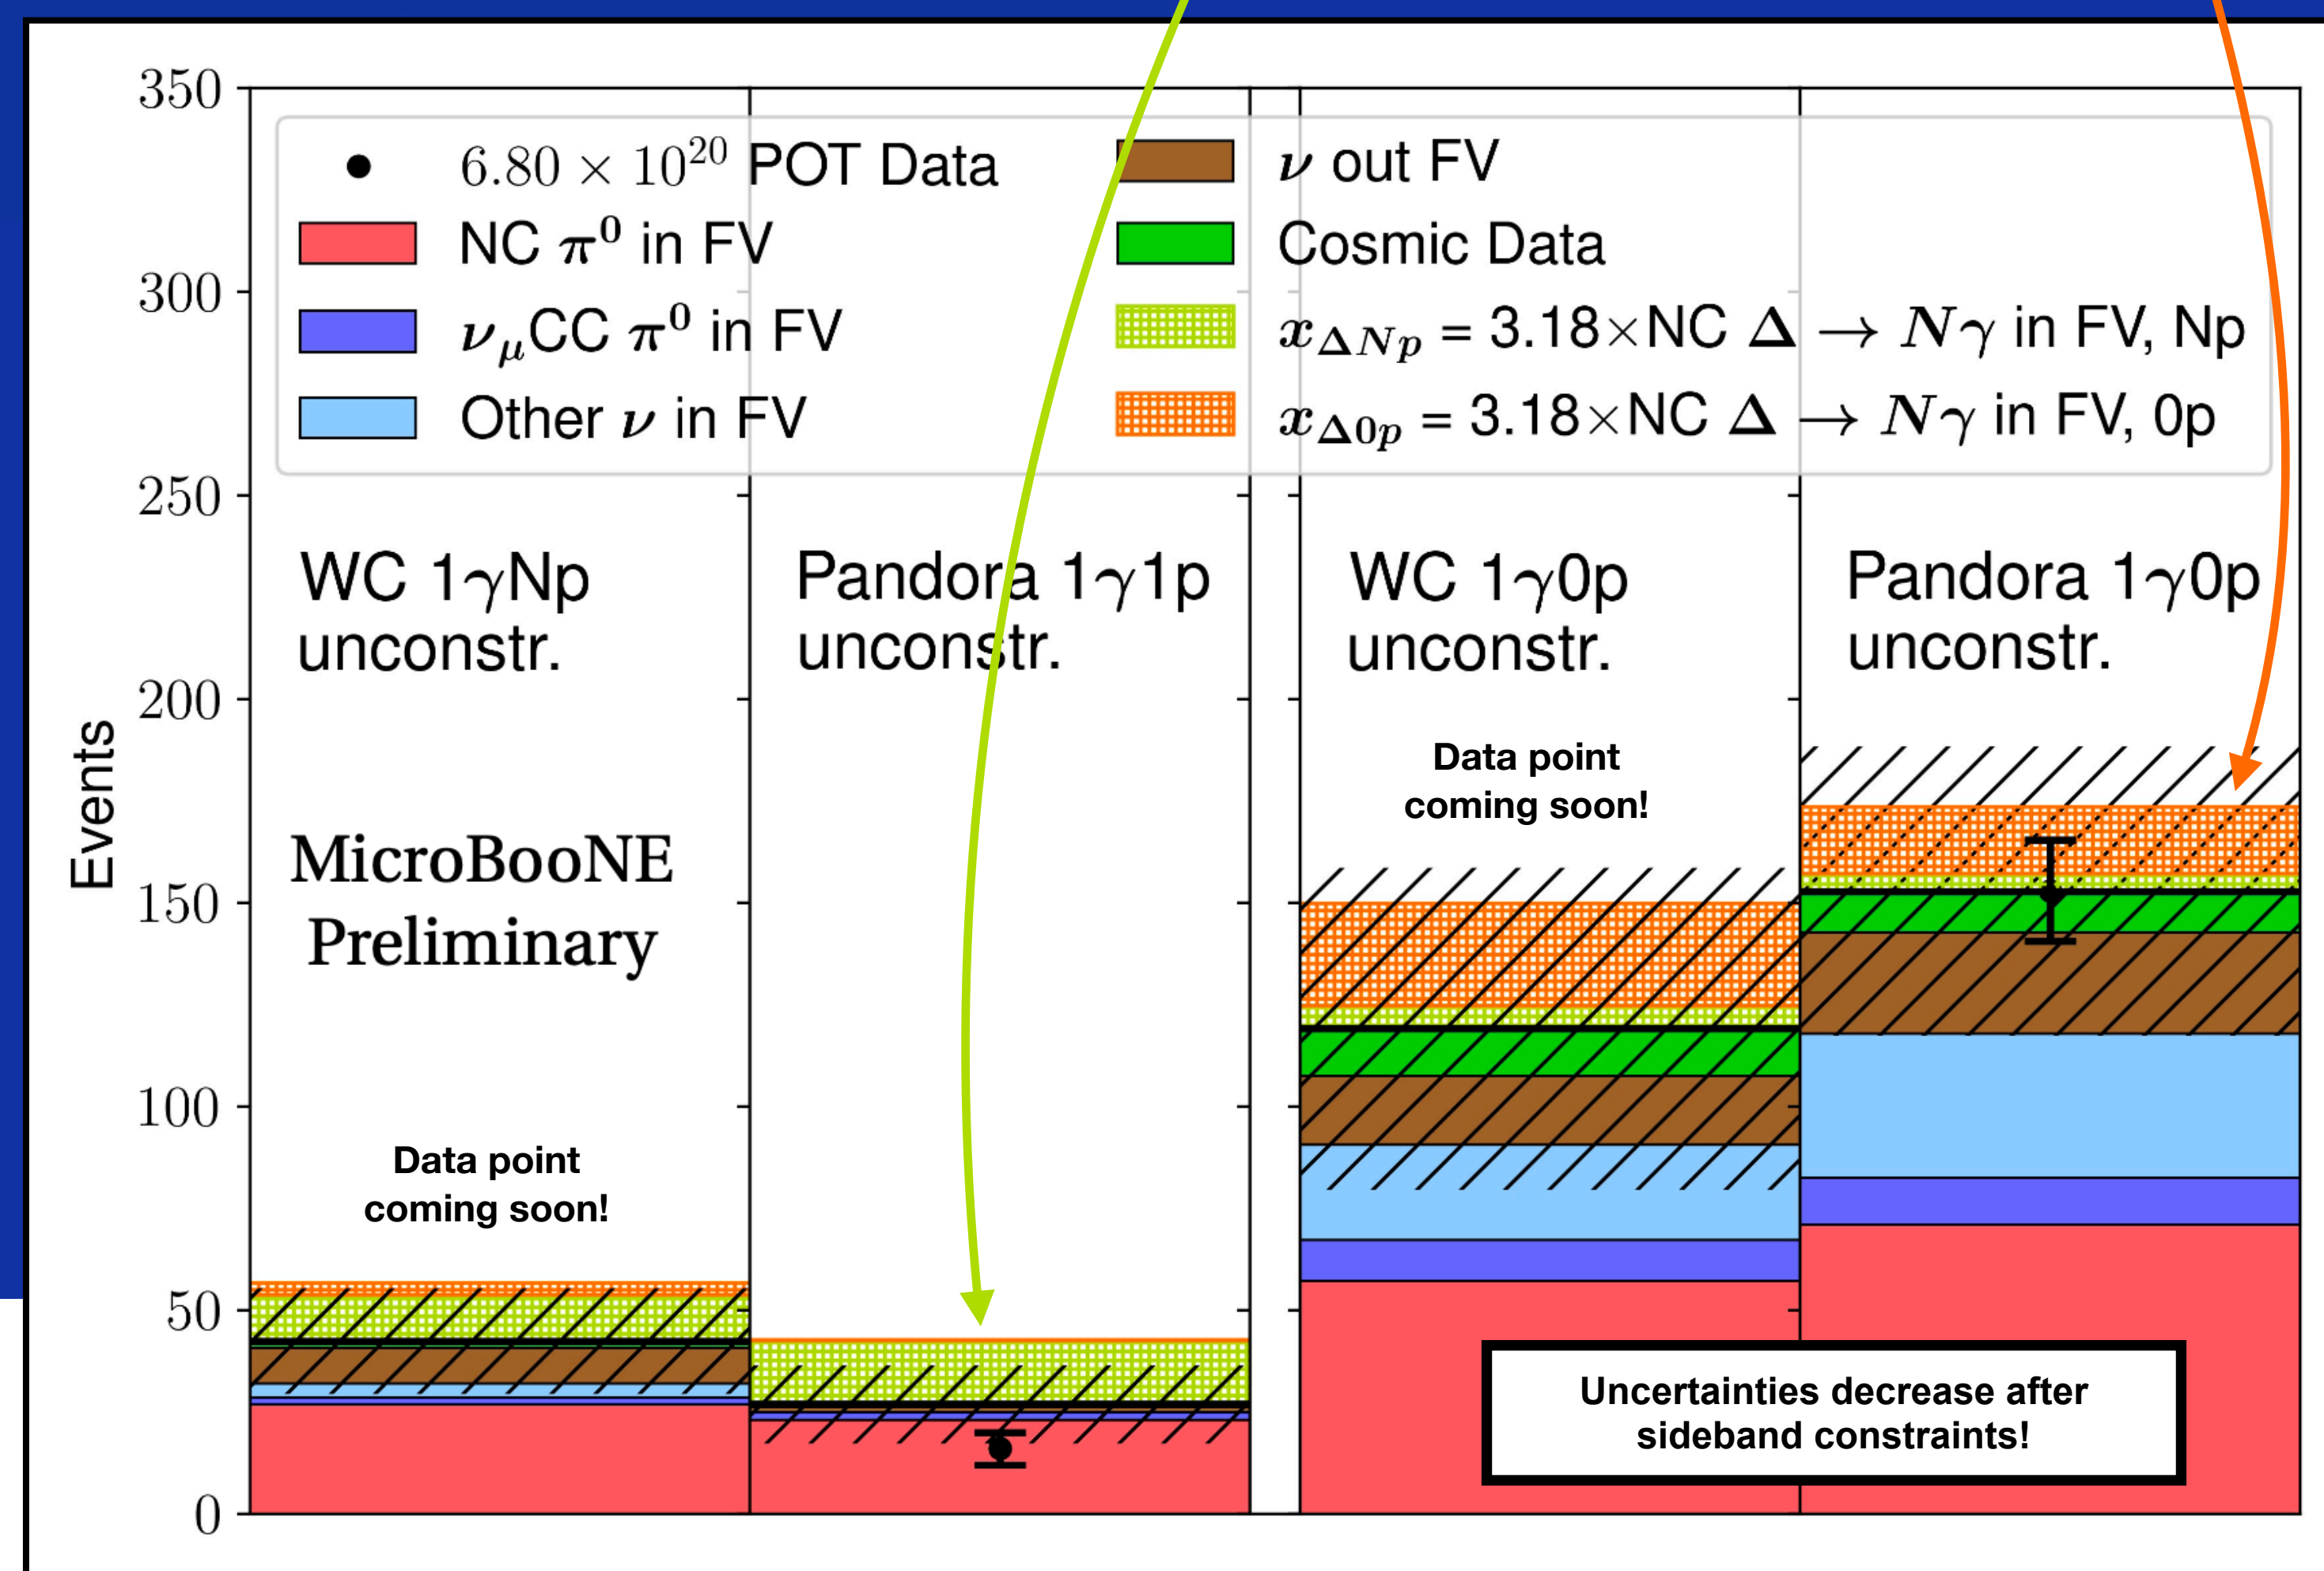 350
300
250
200
150
100
50
0
Events
6.80 × 10²⁰ POT Data
NC π⁰ in FV
νμCC π⁰ in FV
Other ν in FV
ν out FV
Cosmic Data
xΔNp = 3.18×NC Δ → Nγ in FV, Np
xΔ0p = 3.18×NC Δ → Nγ in FV, 0p
WC 1γNp
unconstr.
Pandora 1γ1p
unconstr.
WC 1γ0p
unconstr.
Pandora 1γ0p
unconstr.
MicroBooNE
Preliminary
Data point
coming soon!
Data point
coming soon!
Uncertainties decrease after
sideband constraints!